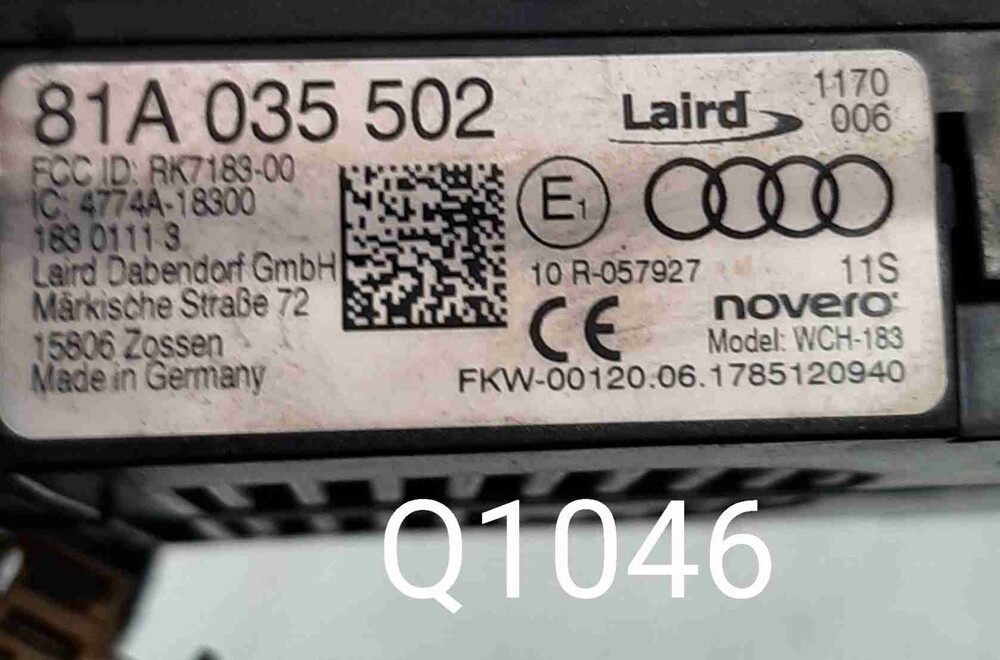 81A 035 502
Laird
1170
006
FCC ID: RK7183-00
IC: 4774A-18300
183 0111 3
Laird Dabendorf GmbH
Märkische Straße 72
15806 Zossen
Made in Germany
E1
10 R-057927
11S
CE
novero
Model: WCH-183
FKW-00120.06.1785120940
Q1046